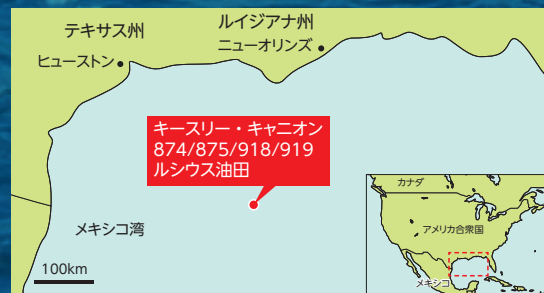 テキサス州
ルイジアナ州
ヒューストン
ニューオリンズ
キースリー・キャニオン
874/875/918/919
ルシウス油田
メキシコ湾
100km
カナダ
アメリカ合衆国
メキシコ